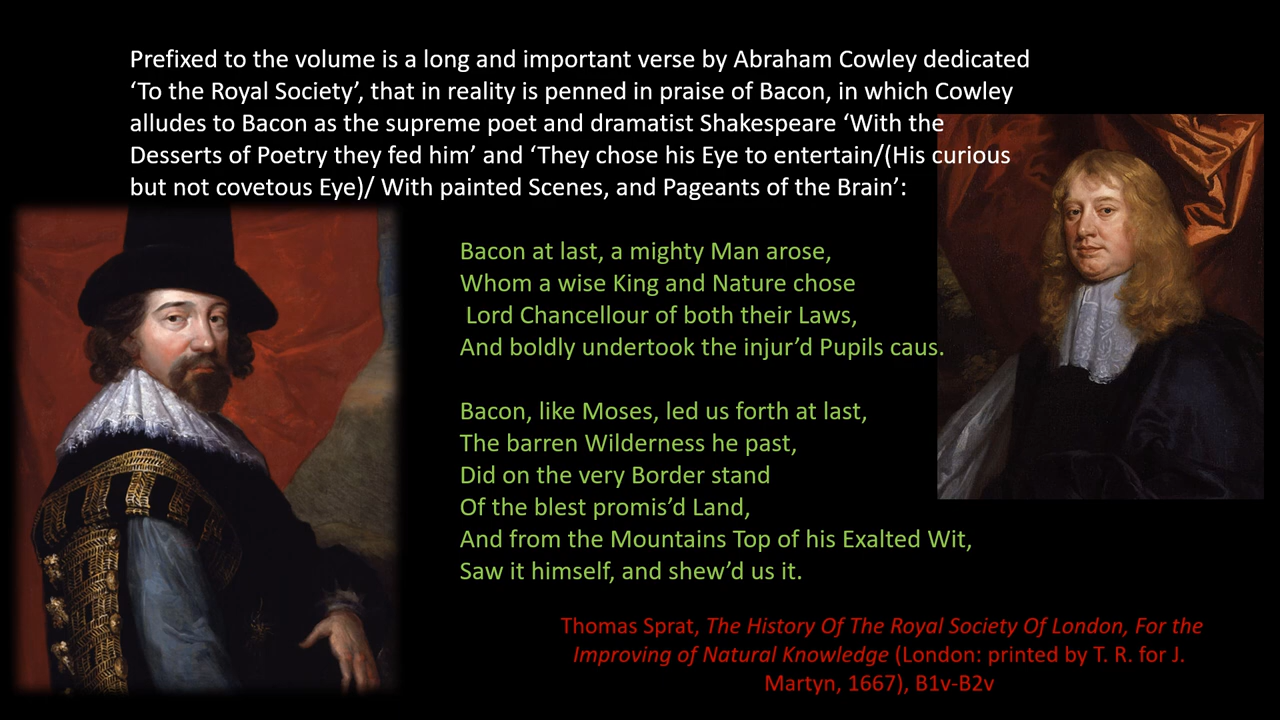 Prefixed to the volume is a long and important verse by Abraham Cowley dedicated
‘To the Royal Society’, that in reality is penned in praise of Bacon, in which Cowley
alludes to Bacon as the supreme poet and dramatist Shakespeare ‘With the
Desserts of Poetry they fed him’ and ‘They chose his Eye to entertain/(His curious
but not covetous Eye)/ With painted Scenes, and Pageants of the Brain’:
Bacon at last, a mighty Man arose,
Whom a wise King and Nature chose
Lord Chancellour of both their Laws,
And boldly undertook the injur’d Pupils caus.
Bacon, like Moses, led us forth at last,
The barren Wilderness he past,
Did on the very Border stand
Of the blest promis’d Land,
And from the Mountains Top of his Exalted Wit,
Saw it himself, and shew’d us it.
Thomas Sprat, The History Of The Royal Society Of London, For the
Improving of Natural Knowledge (London: printed by T. R. for J.
Martyn, 1667), B1v-B2v